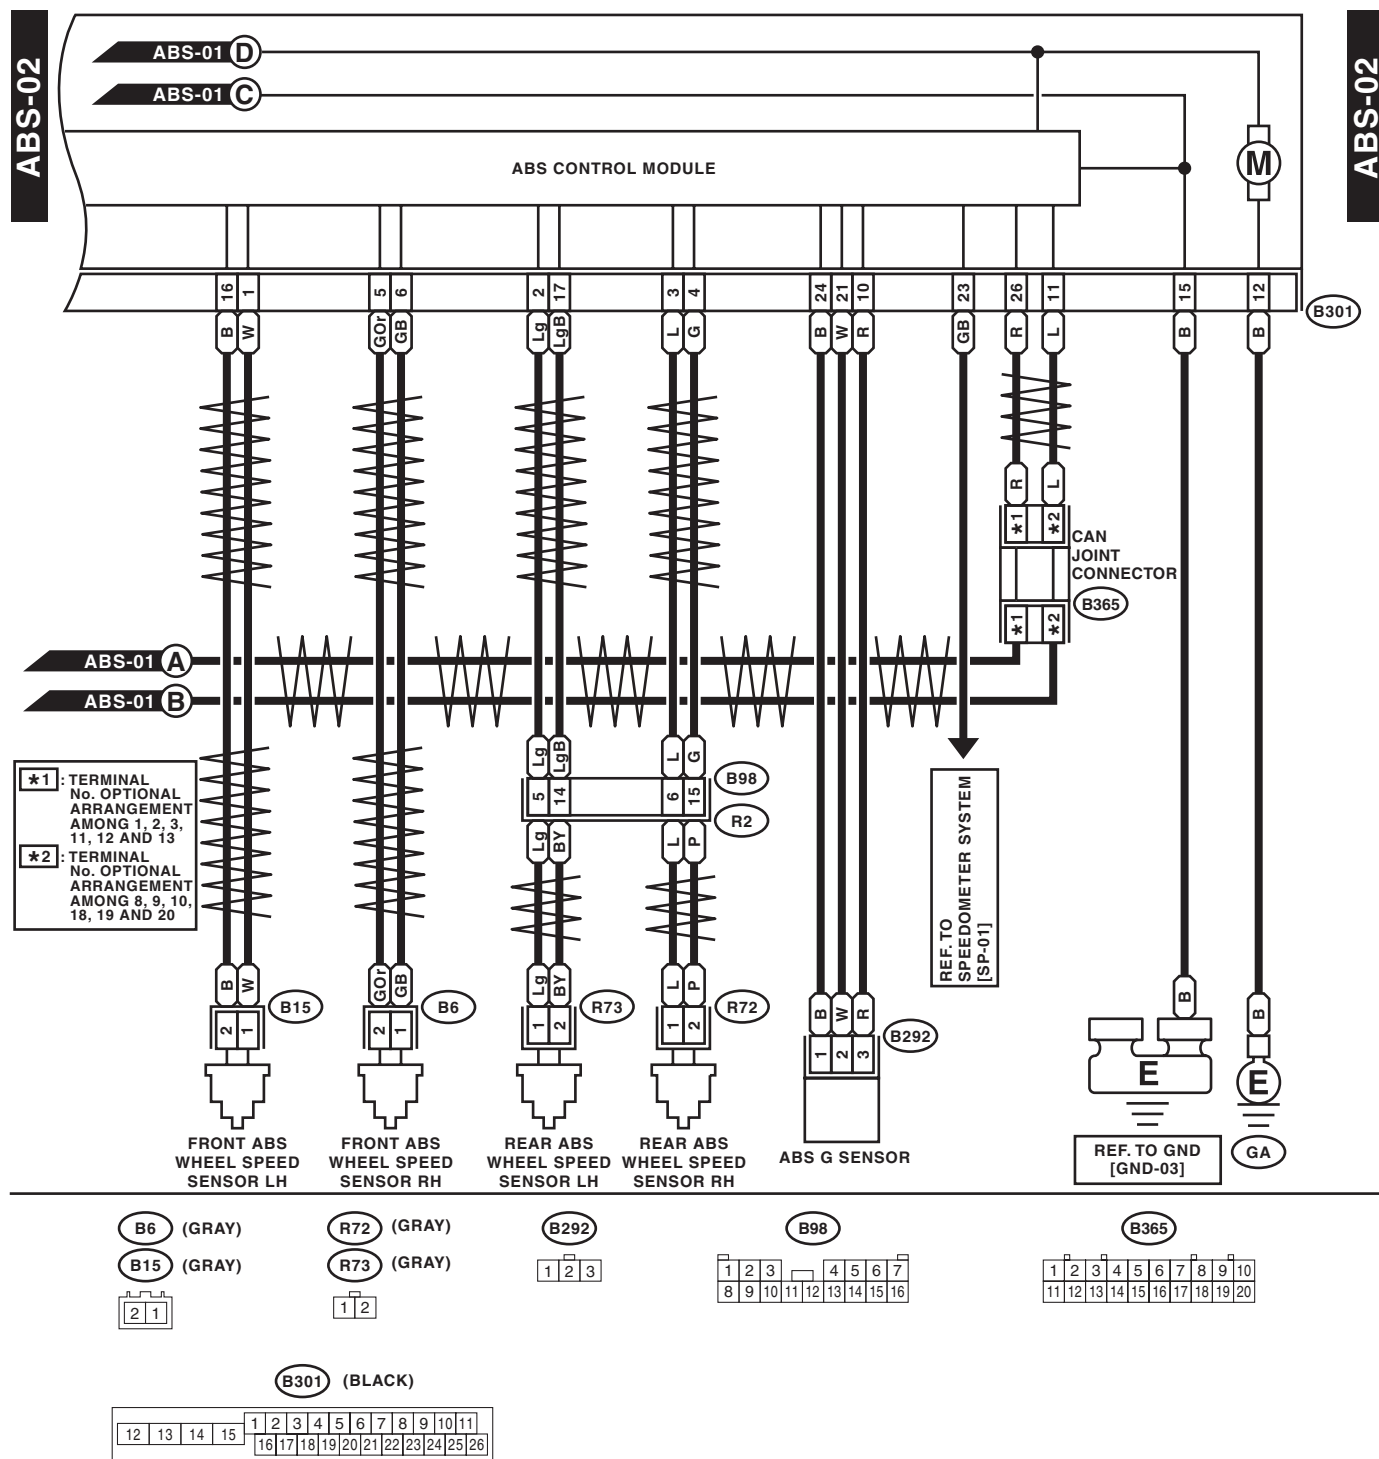 ABS-02
ABS-02
ABS-01 D
ABS-01 C
ABS CONTROL MODULE
M
16 1 5 6 2 17 3 4 24 21 10 23 26 11 15 12
B301
B W GOr GB Lg LgB L G B W R GB R L B B
R L
*1 *2
CAN
JOINT
CONNECTOR
B365
*1 *2
ABS-01 A
ABS-01 B
Lg LgB L G
B98
5 14 6 15
R2
Lg BY L P
*1 : TERMINAL
No. OPTIONAL
ARRANGEMENT
AMONG 1, 2, 3,
11, 12 AND 13
*2 : TERMINAL
No. OPTIONAL
ARRANGEMENT
AMONG 8, 9, 10,
18, 19 AND 20
REF. TO
SPEEDOMETER SYSTEM
[SP-01]
B W GOr GB Lg BY L P B W R B B
B15 B6 R73 R72 B292
2 1 2 1 1 2 1 2 1 2 3
E E
FRONT ABS
WHEEL SPEED
SENSOR LH
FRONT ABS
WHEEL SPEED
SENSOR RH
REAR ABS
WHEEL SPEED
SENSOR LH
REAR ABS
WHEEL SPEED
SENSOR RH
ABS G SENSOR
REF. TO GND
[GND-03]
GA
B6 (GRAY)
B15 (GRAY)
2 1
R72 (GRAY)
R73 (GRAY)
1 2
B292
1 2 3
B98
1 2 3 4 5 6 7
8 9 10 11 12 13 14 15 16
B365
1 2 3 4 5 6 7 8 9 10
11 12 13 14 15 16 17 18 19 20
B301 (BLACK)
12 13 14 15
1 2 3 4 5 6 7 8 9 10 11
16 17 18 19 20 21 22 23 24 25 26